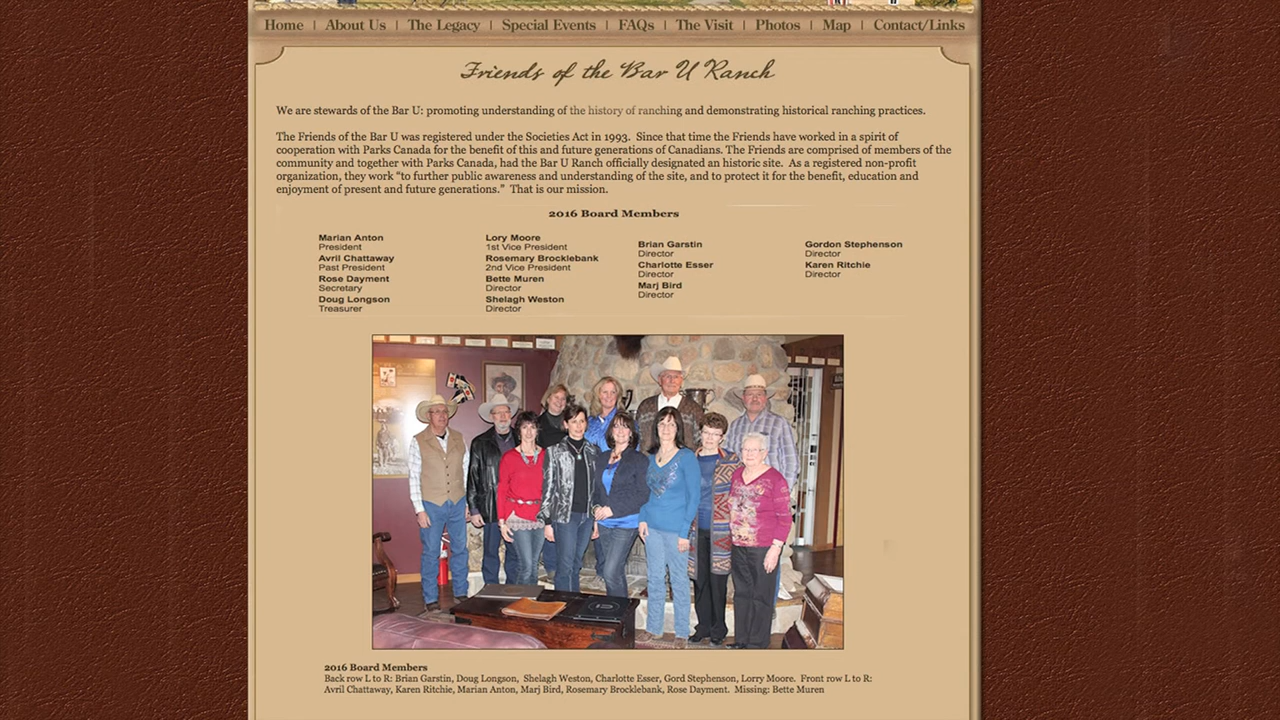 Home | About Us | The Legacy | Special Events | FAQs | The Visit | Photos | Map | Contact/Links
Friends of the Bar U Ranch
We are stewards of the Bar U: promoting understanding of the history of ranching and demonstrating historical ranching practices.
The Friends of the Bar U was registered under the Societies Act in 1993. Since that time the Friends have worked in a spirit of
cooperation with Parks Canada for the benefit of this and future generations of Canadians. The Friends are comprised of members of the
community and together with Parks Canada, had the Bar U Ranch officially designated an historic site. As a registered non-profit
organization, they work “to further public awareness and understanding of the site, and to protect it for the benefit, education and
enjoyment of present and future generations.” That is our mission.
2016 Board Members
Marian Anton
President
Avril Chattaway
Past President
Rose Dayment
Secretary
Doug Longson
Treasurer
Lory Moore
1st Vice President
Rosemary Brocklebank
2nd Vice President
Bette Muren
Director
Shelagh Weston
Director
Brian Garstin
Director
Charlotte Esser
Director
Marj Bird
Director
Gordon Stephenson
Director
Karen Ritchie
Director
2016 Board Members
Back row L to R: Brian Garstin, Doug Longson, Shelagh Weston, Charlotte Esser, Gord Stephenson, Lorry Moore. Front row L to R:
Avril Chattaway, Karen Ritchie, Marian Anton, Marj Bird, Rosemary Brocklebank, Rose Dayment. Missing: Bette Muren